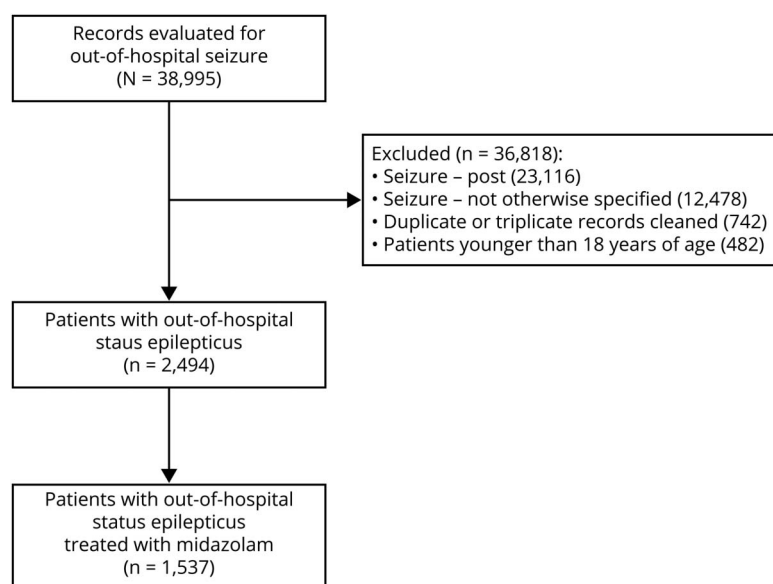 Records evaluated for
out-of-hospital seizure
(N = 38,995)
Excluded (n = 36,818):
• Seizure – post (23,116)
• Seizure – not otherwise specified (12,478)
• Duplicate or triplicate records cleaned (742)
• Patients younger than 18 years of age (482)
Patients with out-of-hospital
staus epilepticus
(n = 2,494)
Patients with out-of-hospital
status epilepticus
treated with midazolam
(n = 1,537)